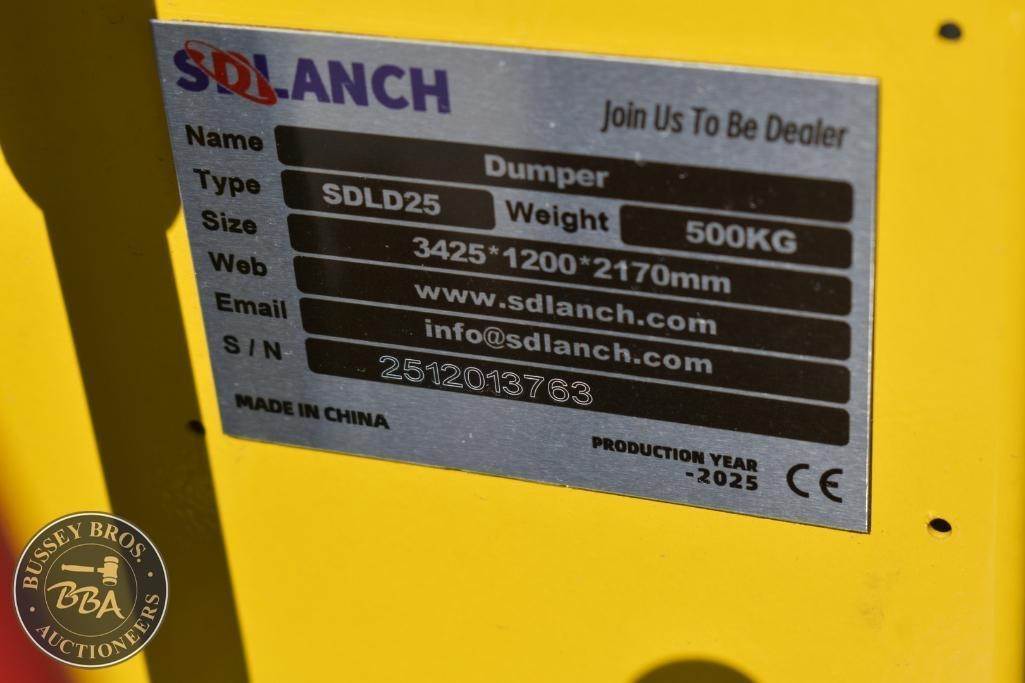 SDLANCH
Join Us To Be Dealer
Name Dumper
Type SDLD25 Weight 500KG
Size 3425*1200*2170mm
Web www.sdlanch.com
Email info@sdlanch.com
S / N 2512013763
MADE IN CHINA
PRODUCTION YEAR
-2025
CE
BUSSEY BROS.
BBA
AUCTIONEERS